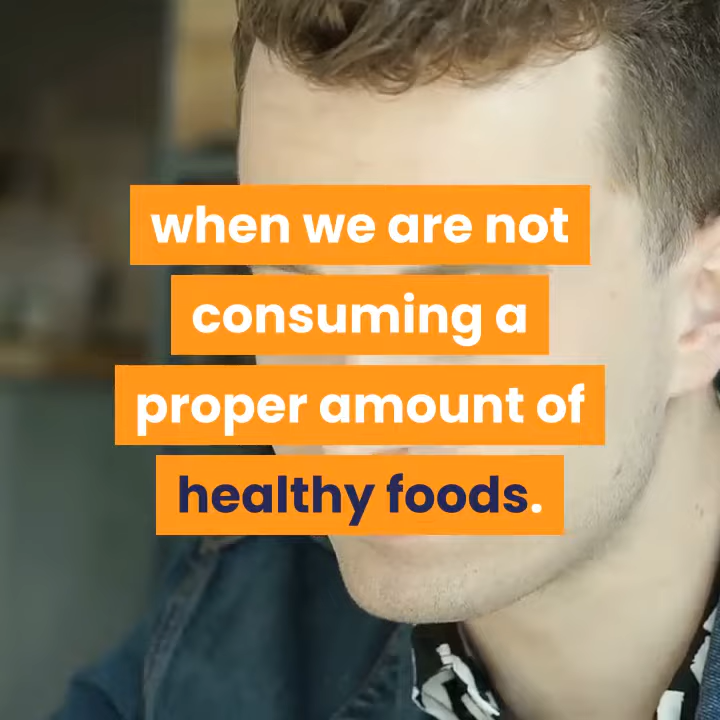 when we are not
consuming a
proper amount of
healthy foods.